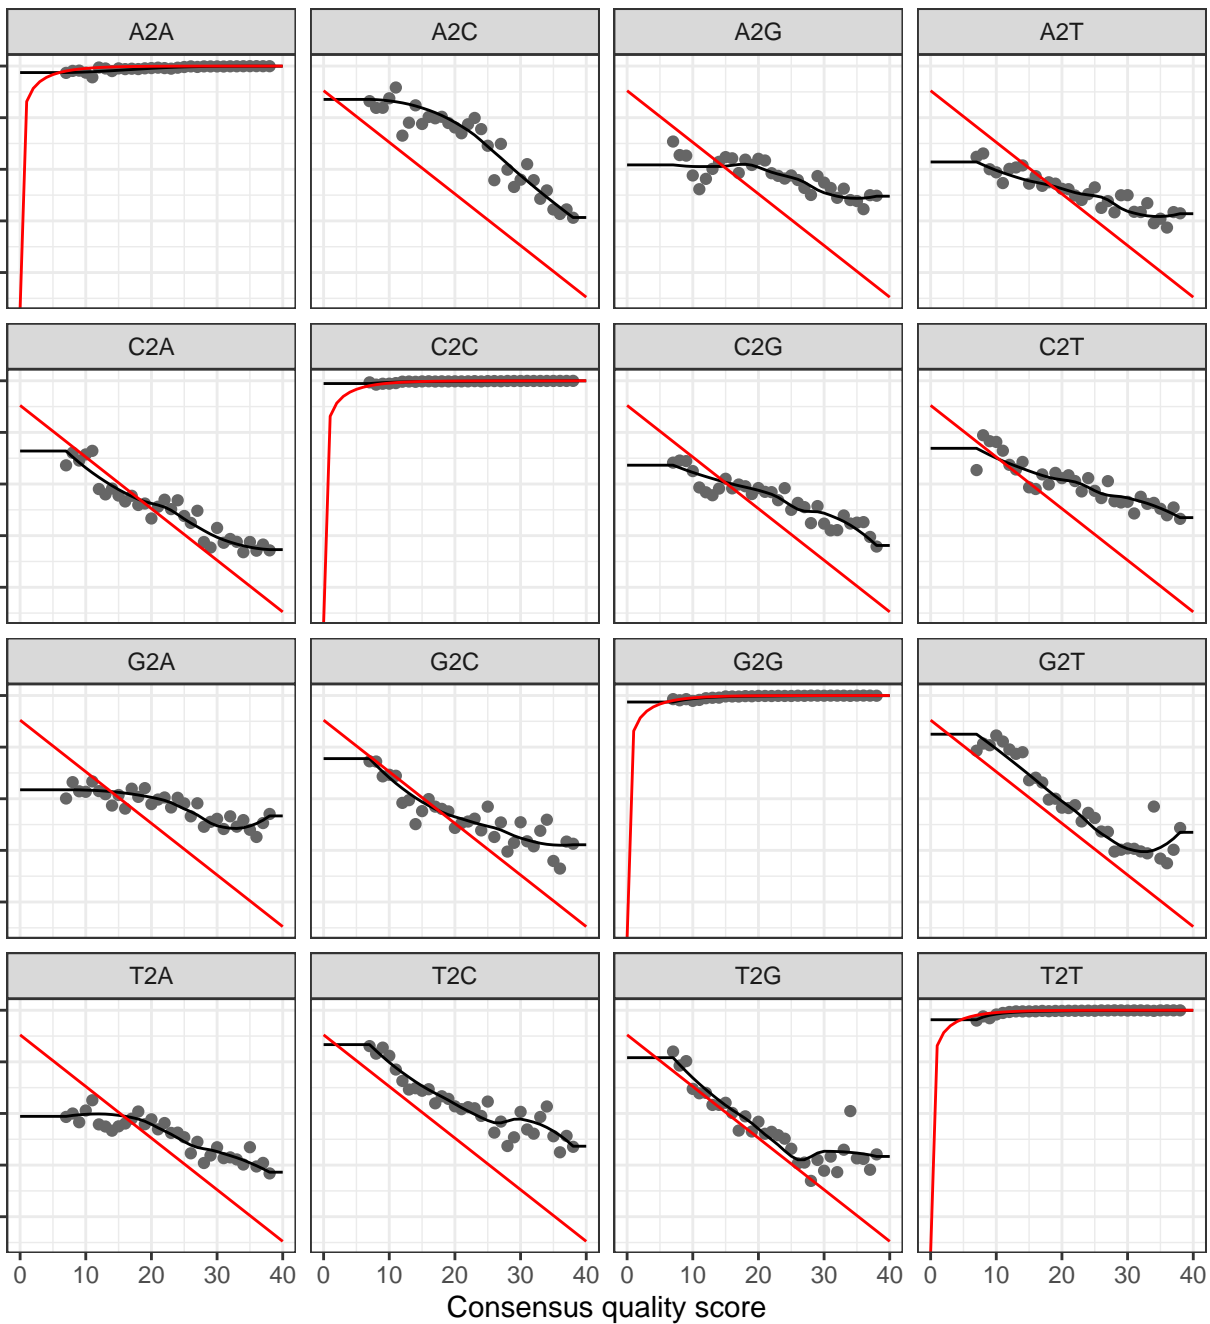 A2A A2C A2G A2T
C2A C2C C2G C2T
G2A G2C G2G G2T
T2A T2C T2G T2T
0 10 20 30 40 0 10 20 30 40 0 10 20 30 40 0 10 20 30 40
Consensus quality score